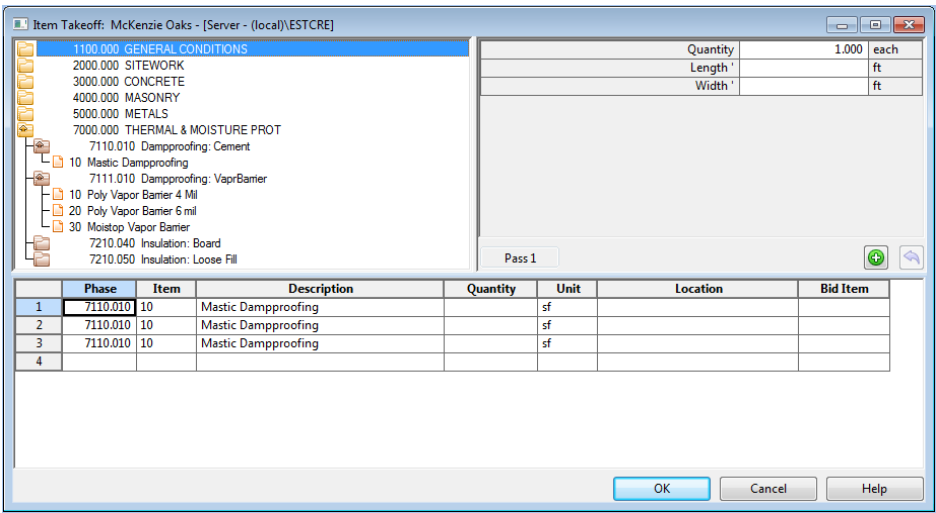 Item Takeoff: McKenzie Oaks - [Server - (local)\ESTCRE]
1100.000 GENERAL CONDITIONS
2000.000 SITEWORK
3000.000 CONCRETE
4000.000 MASONRY
5000.000 METALS
7000.000 THERMAL & MOISTURE PROT
7110.010 Dampproofing: Cement
10 Mastic Dampproofing
7111.010 Dampproofing: VaprBarrier
10 Poly Vapor Barrier 4 Mil
20 Poly Vapor Barrier 6 mil
30 Moistop Vapor Barrier
7210.040 Insulation: Board
7210.050 Insulation: Loose Fill
Quantity 1.000 each
Length ' ft
Width ' ft
Pass 1
Phase Item Description Quantity Unit Location Bid Item
1 7110.010 10 Mastic Dampproofing sf
2 7110.010 10 Mastic Dampproofing sf
3 7110.010 10 Mastic Dampproofing sf
4
OK Cancel Help